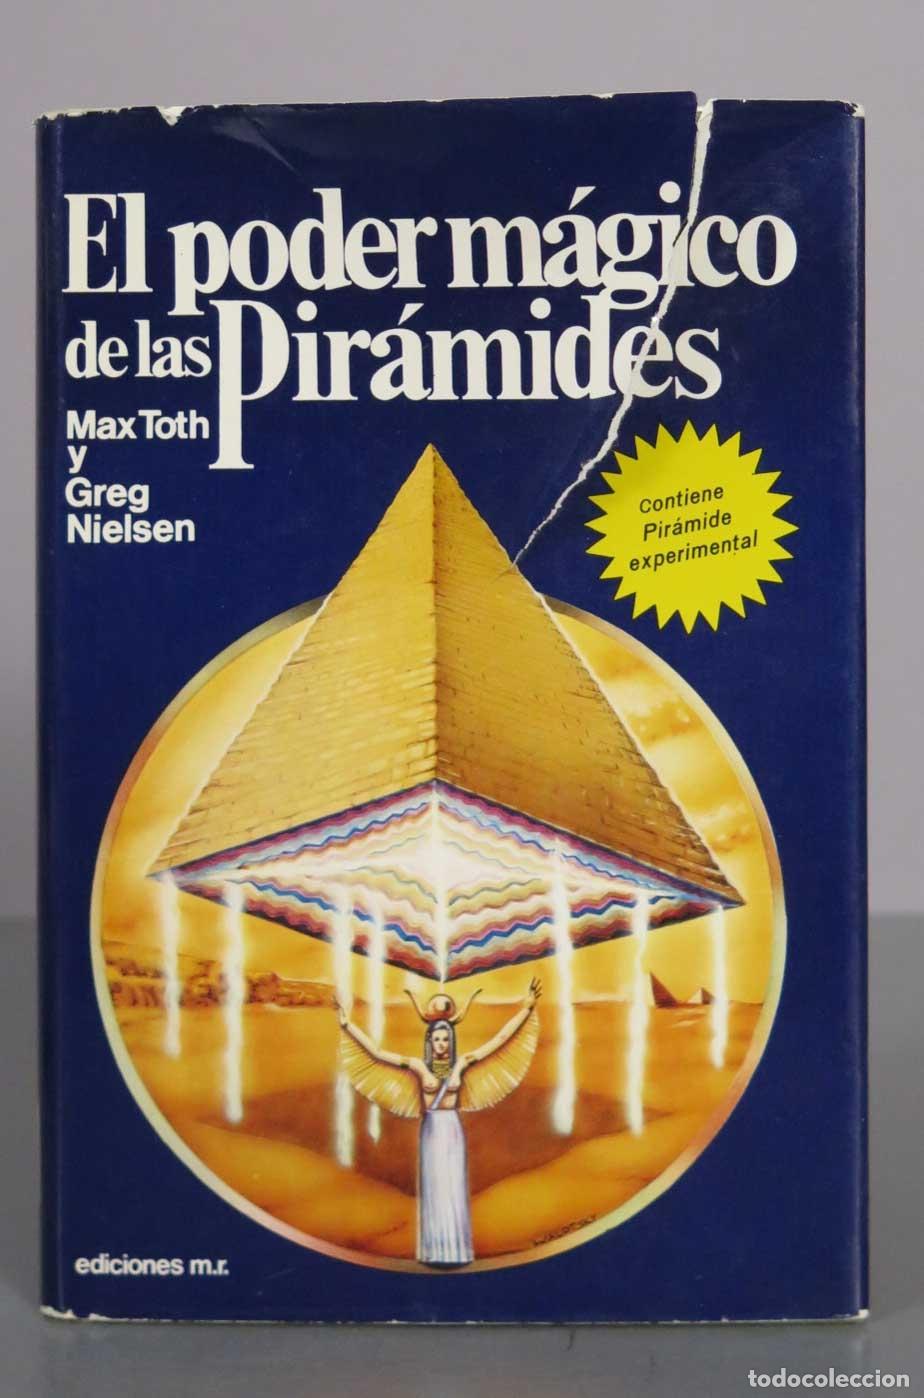 El poder mágico
de las Pirámides
Max Toth
y
Greg
Nielsen
Contiene
Pirámide
experimental
ediciones m.r.
todocoleccion